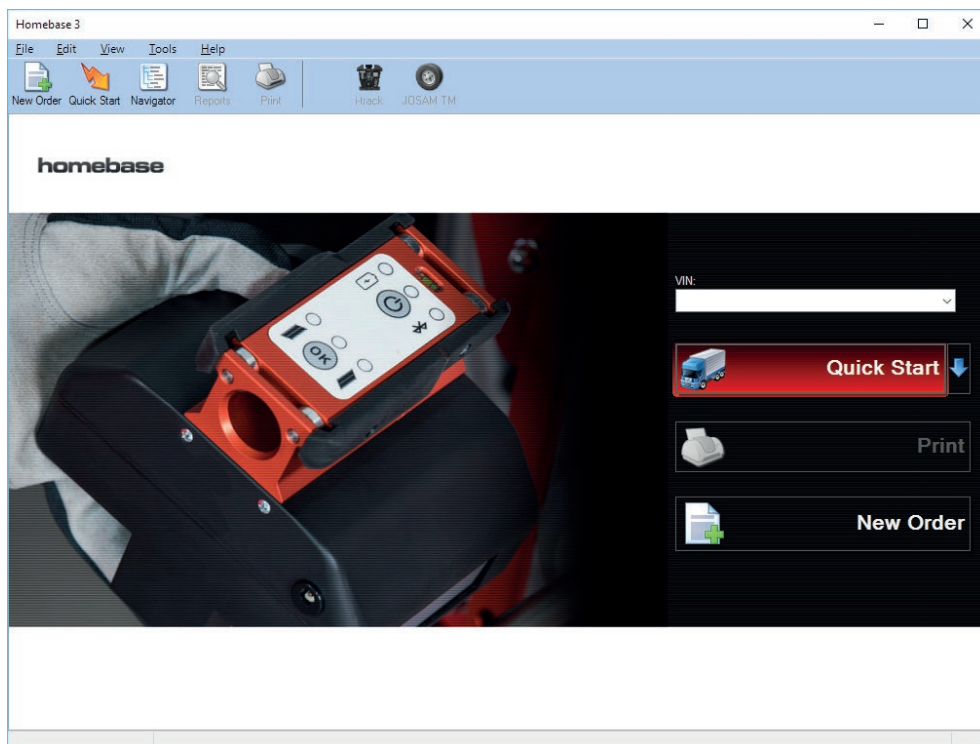 Homebase 3
File Edit View Tools Help
New Order Quick Start Navigator Reports Print i-track JOSAM TM
homebase
OK
VIN:
Quick Start
Print
New Order